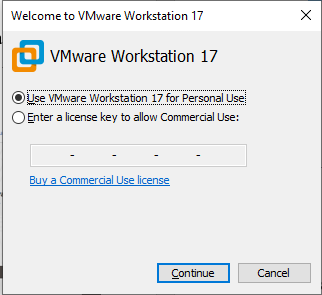 Welcome to VMware Workstation 17
VMware Workstation 17
Use VMware Workstation 17 for Personal Use
Enter a license key to allow Commercial Use:
- - - -
Buy a Commercial Use license
Continue Cancel